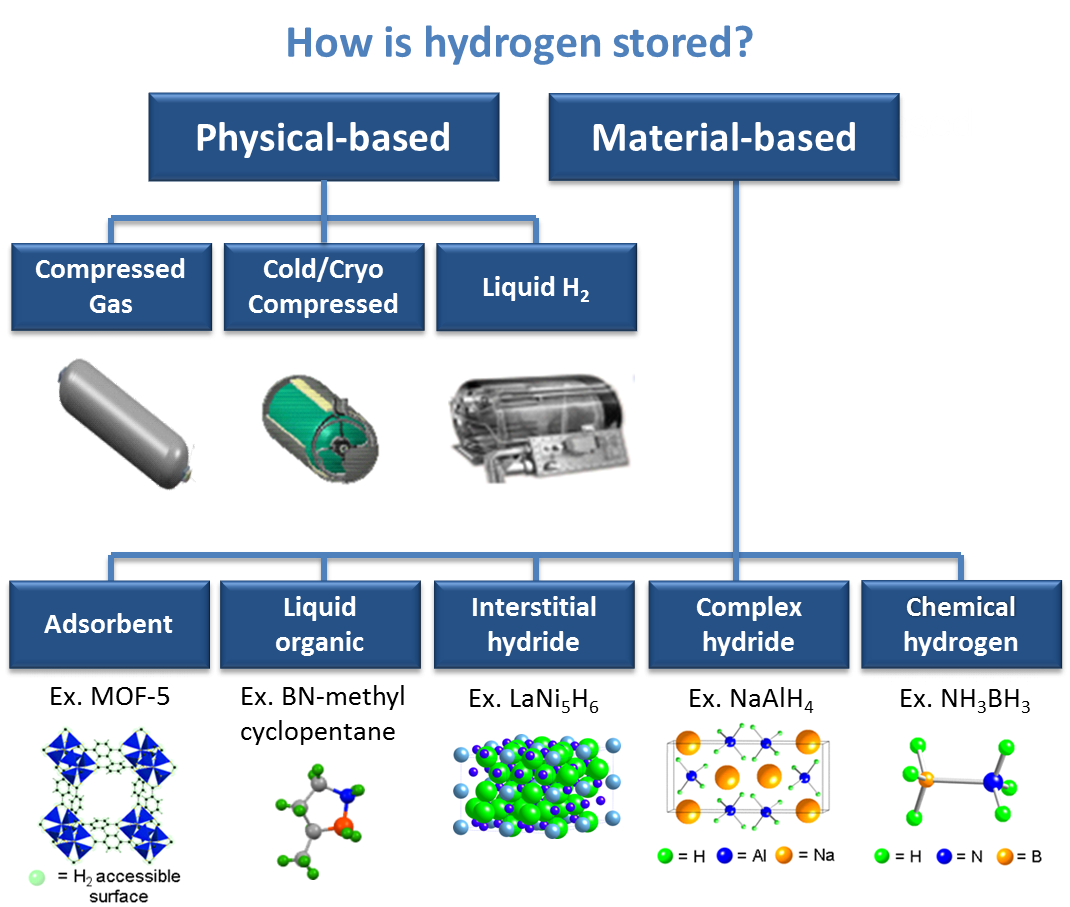 How is hydrogen stored?
Physical-based
Material-based
Compressed
Gas
Cold/Cryo
Compressed
Liquid H₂
Adsorbent
Liquid
organic
Interstitial
hydride
Complex
hydride
Chemical
hydrogen
Ex. MOF-5
Ex. BN-methyl
cyclopentane
Ex. LaNi₅H₆
Ex. NaAlH₄
Ex. NH₃BH₃
= H₂ accessible
surface
= H = Al = Na
= H = N = B